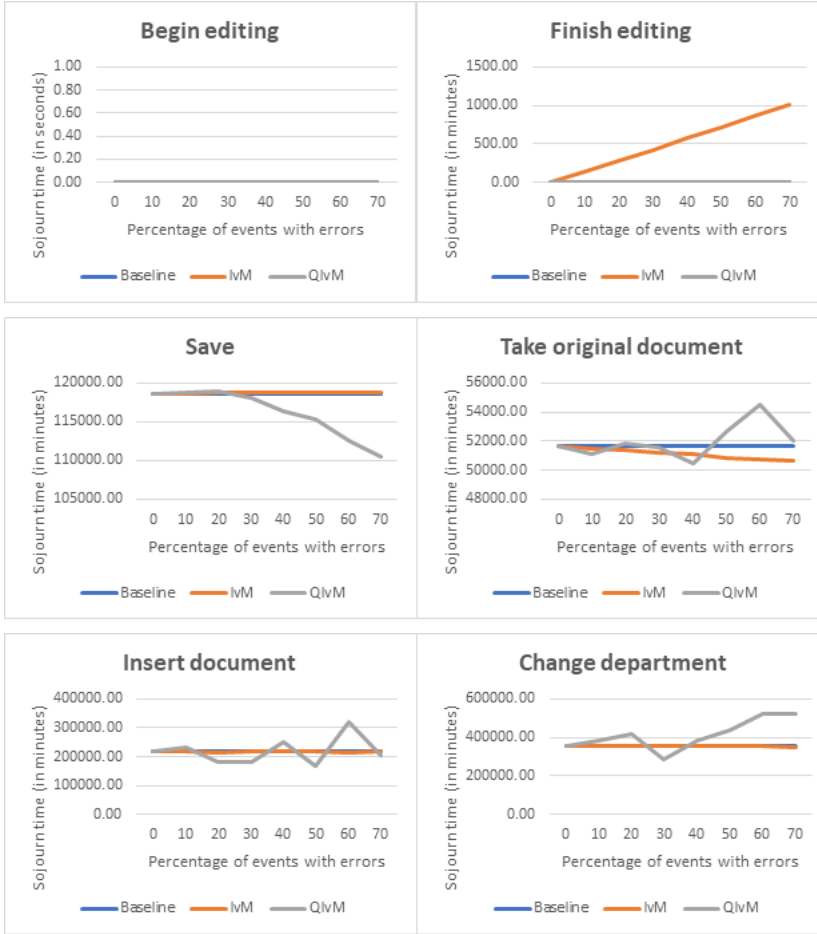 Begin editing
Sojourn time (in seconds)
1.00
0.80
0.60
0.40
0.20
0.00
0 10 20 30 40 50 60 70
Percentage of events with errors
Baseline IvM QIvM
Finish editing
Sojourn time (in minutes)
1500.00
1000.00
500.00
0.00
0 10 20 30 40 50 60 70
Percentage of events with errors
Baseline IvM QIvM
Save
Sojourn time (in minutes)
120000.00
115000.00
110000.00
105000.00
0 10 20 30 40 50 60 70
Percentage of events with errors
Baseline IvM QIvM
Take original document
Sojourn time (in minutes)
56000.00
54000.00
52000.00
50000.00
48000.00
0 10 20 30 40 50 60 70
Percentage of events with errors
Baseline IvM QIvM
Insert document
Sojourn time (in minutes)
400000.00
300000.00
200000.00
100000.00
0.00
0 10 20 30 40 50 60 70
Percentage of events with errors
Baseline IvM QIvM
Change department
Sojourn time (in minutes)
600000.00
400000.00
200000.00
0.00
0 10 20 30 40 50 60 70
Percentage of events with errors
Baseline IvM QIvM